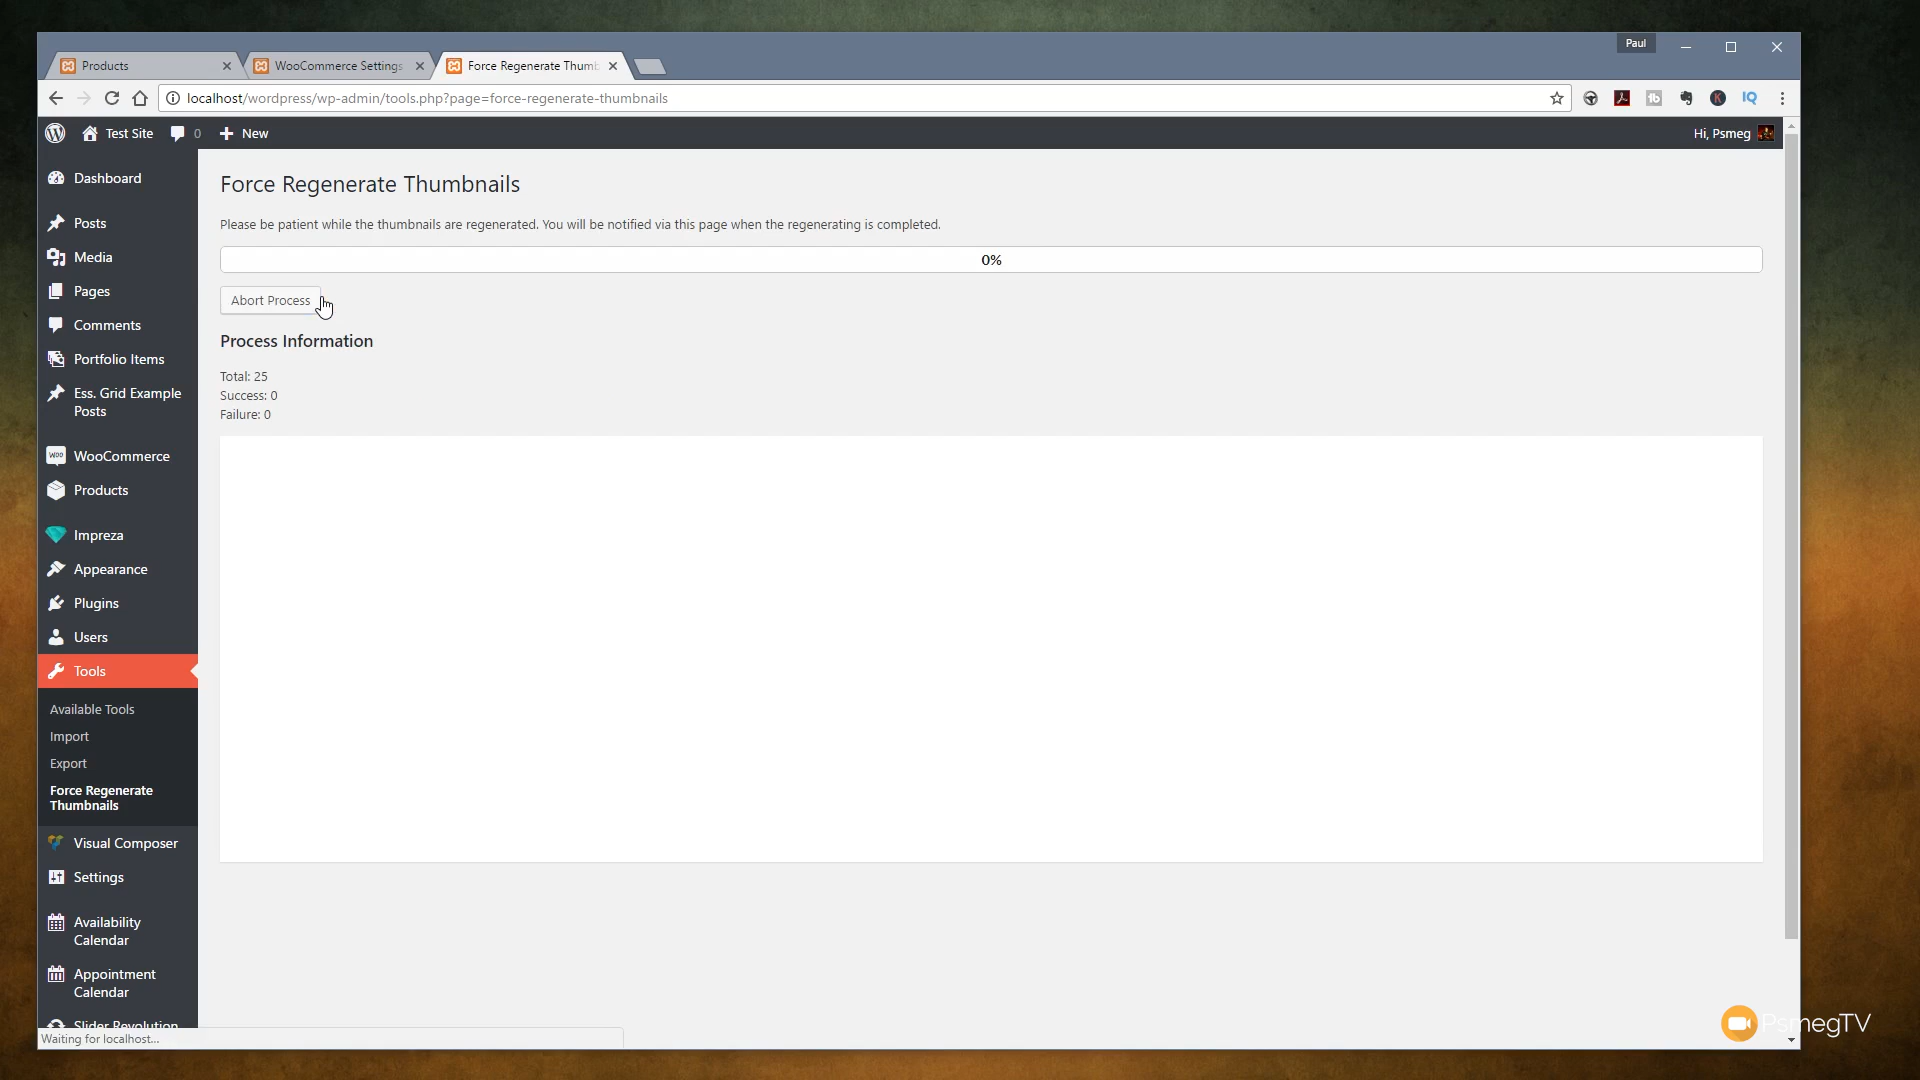 Paul
Products
WooCommerce Settings
Force Regenerate Thumb
localhost/wordpress/wp-admin/tools.php?page=force-regenerate-thumbnails
Test Site
0
New
Hi, Psmeg
Dashboard
Posts
Media
Pages
Comments
Portfolio Items
Ess. Grid Example
Posts
WooCommerce
Products
Impreza
Appearance
Plugins
Users
Tools
Available Tools
Import
Export
Force Regenerate
Thumbnails
Visual Composer
Settings
Availability
Calendar
Appointment
Calendar
Slider Revolution
Waiting for localhost...
Force Regenerate Thumbnails
Please be patient while the thumbnails are regenerated. You will be notified via this page when the regenerating is completed.
0%
Abort Process
Process Information
Total: 25
Success: 0
Failure: 0
PsmegTV